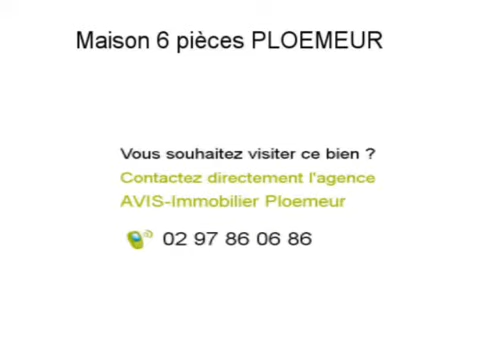 Maison 6 pièces PLOEMEUR
Vous souhaitez visiter ce bien ?
Contactez directement l'agence
AVIS-Immobilier Ploemeur
02 97 86 06 86